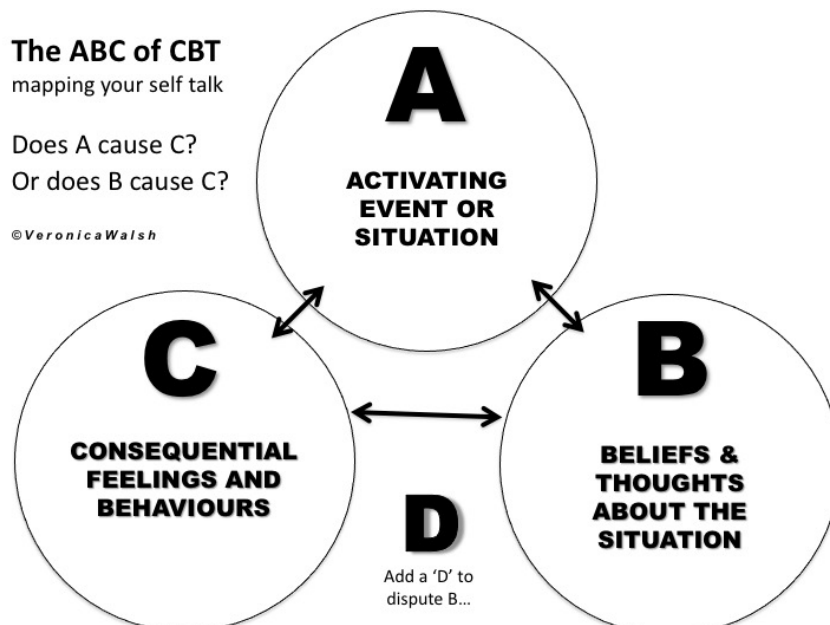 The ABC of CBT
mapping your self talk
Does A cause C?
Or does B cause C?
©VeronicaWalsh
A
ACTIVATING
EVENT OR
SITUATION
C
CONSEQUENTIAL
FEELINGS AND
BEHAVIOURS
B
BELIEFS &
THOUGHTS
ABOUT THE
SITUATION
D
Add a ‘D’ to
dispute B…